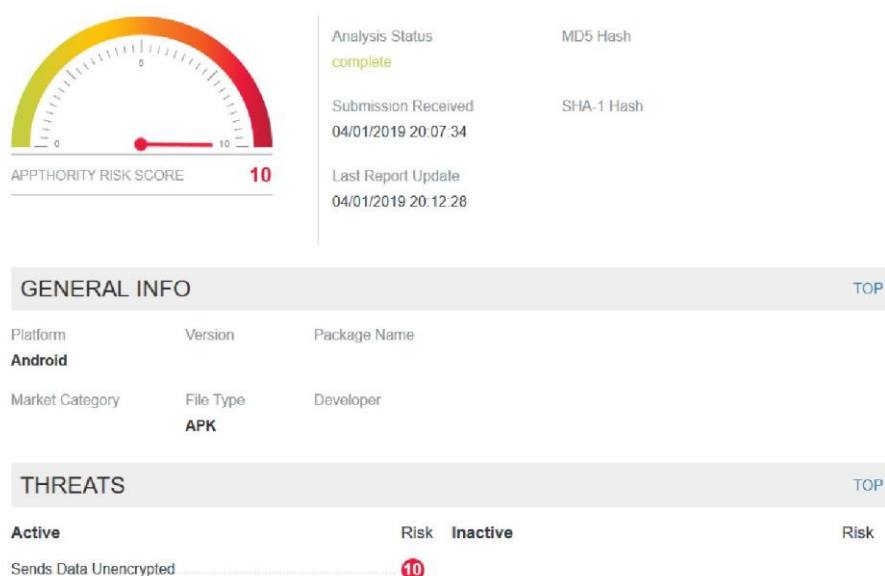 5
0
10
APPTHORITY RISK SCORE 10
Analysis Status
complete
MD5 Hash
Submission Received
04/01/2019 20:07:34
SHA-1 Hash
Last Report Update
04/01/2019 20:12:28
GENERAL INFO TOP
Platform Version Package Name
Android
Market Category File Type Developer
APK
THREATS TOP
Active Risk Inactive Risk
Sends Data Unencrypted 10